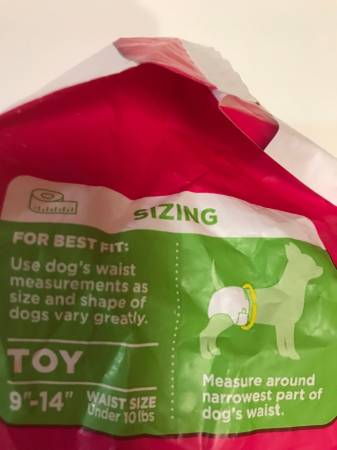 SIZING
FOR BEST FIT:
Use dog's waist
measurements as
size and shape of
dogs vary greatly.
TOY
9"-14" WAIST SIZE
Under 10 lbs
Measure around
narrowest part of
dog's waist.